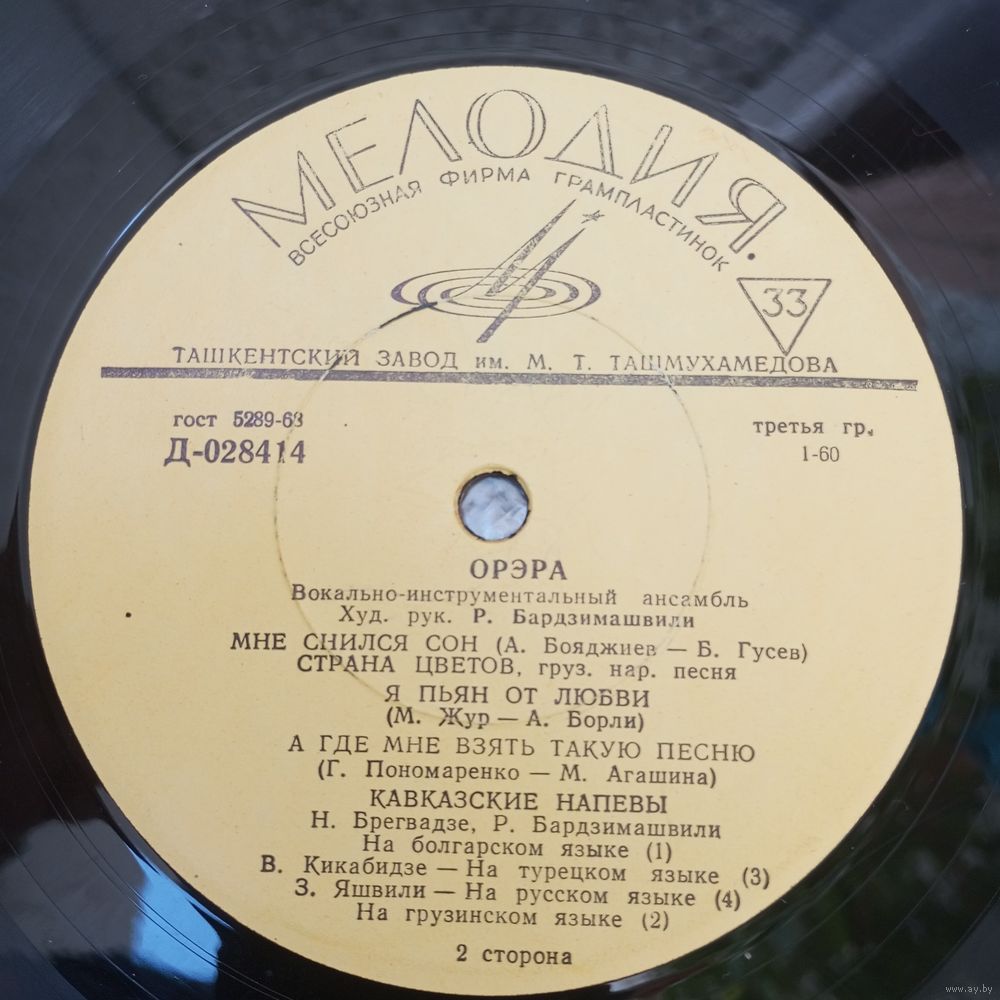 МЕЛОДИЯ.
ВСЕСОЮЗНАЯ ФИРМА ГРАМПЛАСТИНОК
33
ТАШКЕНТСКИЙ ЗАВОД им. М. Т. ТАШМУХАМЕДОВА
гост 5289-68
третья гр.
Д-028414
1-60
ОРЭРА
Вокально-инструментальный ансамбль
Худ. рук. Р. Бардзимашвили
МНЕ СНИЛСЯ СОН (А. Бояджиев — Б. Гусев)
СТРАНА ЦВЕТОВ, груз. нар. песня
Я ПЬЯН ОТ ЛЮБВИ
(М. Жур — А. Борли)
А ГДЕ МНЕ ВЗЯТЬ ТАКУЮ ПЕСНЮ
(Г. Пономаренко — М. Агашина)
КАВКАЗСКИЕ НАПЕВЫ
Н. Брегвадзе, Р. Бардзимашвили
На болгарском языке (1)
В. Кикабидзе — На турецком языке (3)
З. Яшвили — На русском языке (4)
На грузинском языке (2)
2 сторона
www.ay.by